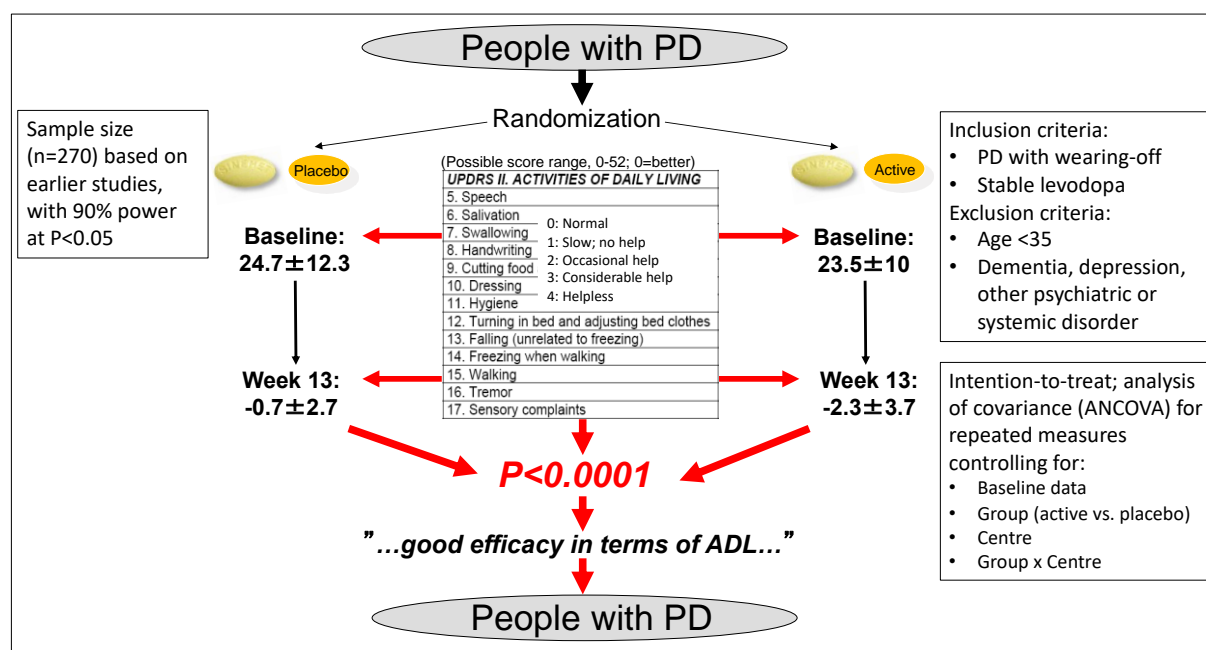 People with PD
Randomization
Sample size
(n=270) based on
earlier studies,
with 90% power
at P<0.05
Placebo
Baseline:
24.7±12.3
Week 13:
-0.7±2.7
(Possible score range, 0-52; 0=better)
UPDRS II. ACTIVITIES OF DAILY LIVING
5. Speech
6. Salivation
7. Swallowing
8. Handwriting
9. Cutting food
10. Dressing
11. Hygiene
12. Turning in bed and adjusting bed clothes
13. Falling (unrelated to freezing)
14. Freezing when walking
15. Walking
16. Tremor
17. Sensory complaints
0: Normal
1: Slow; no help
2: Occasional help
3: Considerable help
4: Helpless
Active
Baseline:
23.5±10
Week 13:
-2.3±3.7
Inclusion criteria:
• PD with wearing-off
• Stable levodopa
Exclusion criteria:
• Age <35
• Dementia, depression,
other psychiatric or
systemic disorder
Intention-to-treat; analysis
of covariance (ANCOVA) for
repeated measures
controlling for:
• Baseline data
• Group (active vs. placebo)
• Centre
• Group x Centre
P<0.0001
”…good efficacy in terms of ADL…”
People with PD